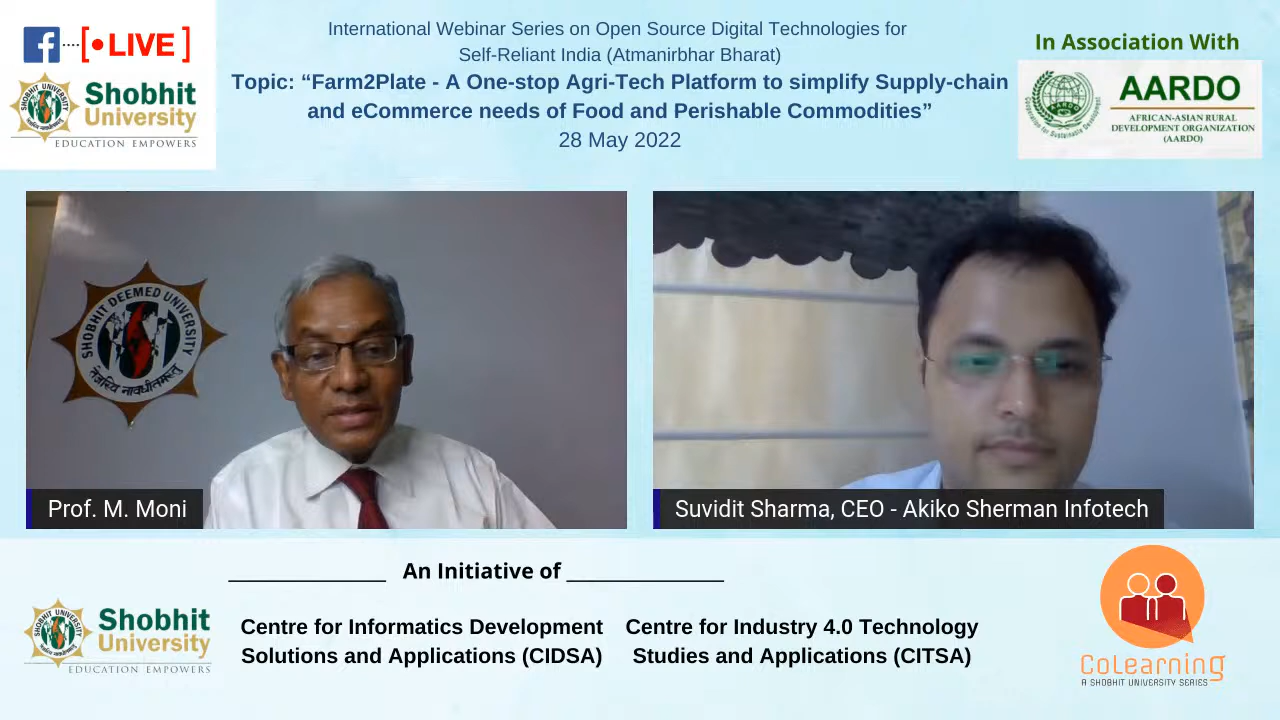 f
[•LIVE]
Shobhit
University
EDUCATION EMPOWERS
International Webinar Series on Open Source Digital Technologies for
Self-Reliant India (Atmanirbhar Bharat)
Topic: “Farm2Plate - A One-stop Agri-Tech Platform to simplify Supply-chain
and eCommerce needs of Food and Perishable Commodities”
28 May 2022
In Association With
AARDO
AFRICAN-ASIAN RURAL
DEVELOPMENT ORGANIZATION
(AARDO)
AARDO
SHOBHIT DEEMED UNIVERSITY
Prof. M. Moni
Suvidit Sharma, CEO - Akiko Sherman Infotech
An Initiative of
Shobhit
University
EDUCATION EMPOWERS
Centre for Informatics Development
Solutions and Applications (CIDSA)
Centre for Industry 4.0 Technology
Studies and Applications (CITSA)
CoLearning
A SHOBHIT UNIVERSITY SERIES